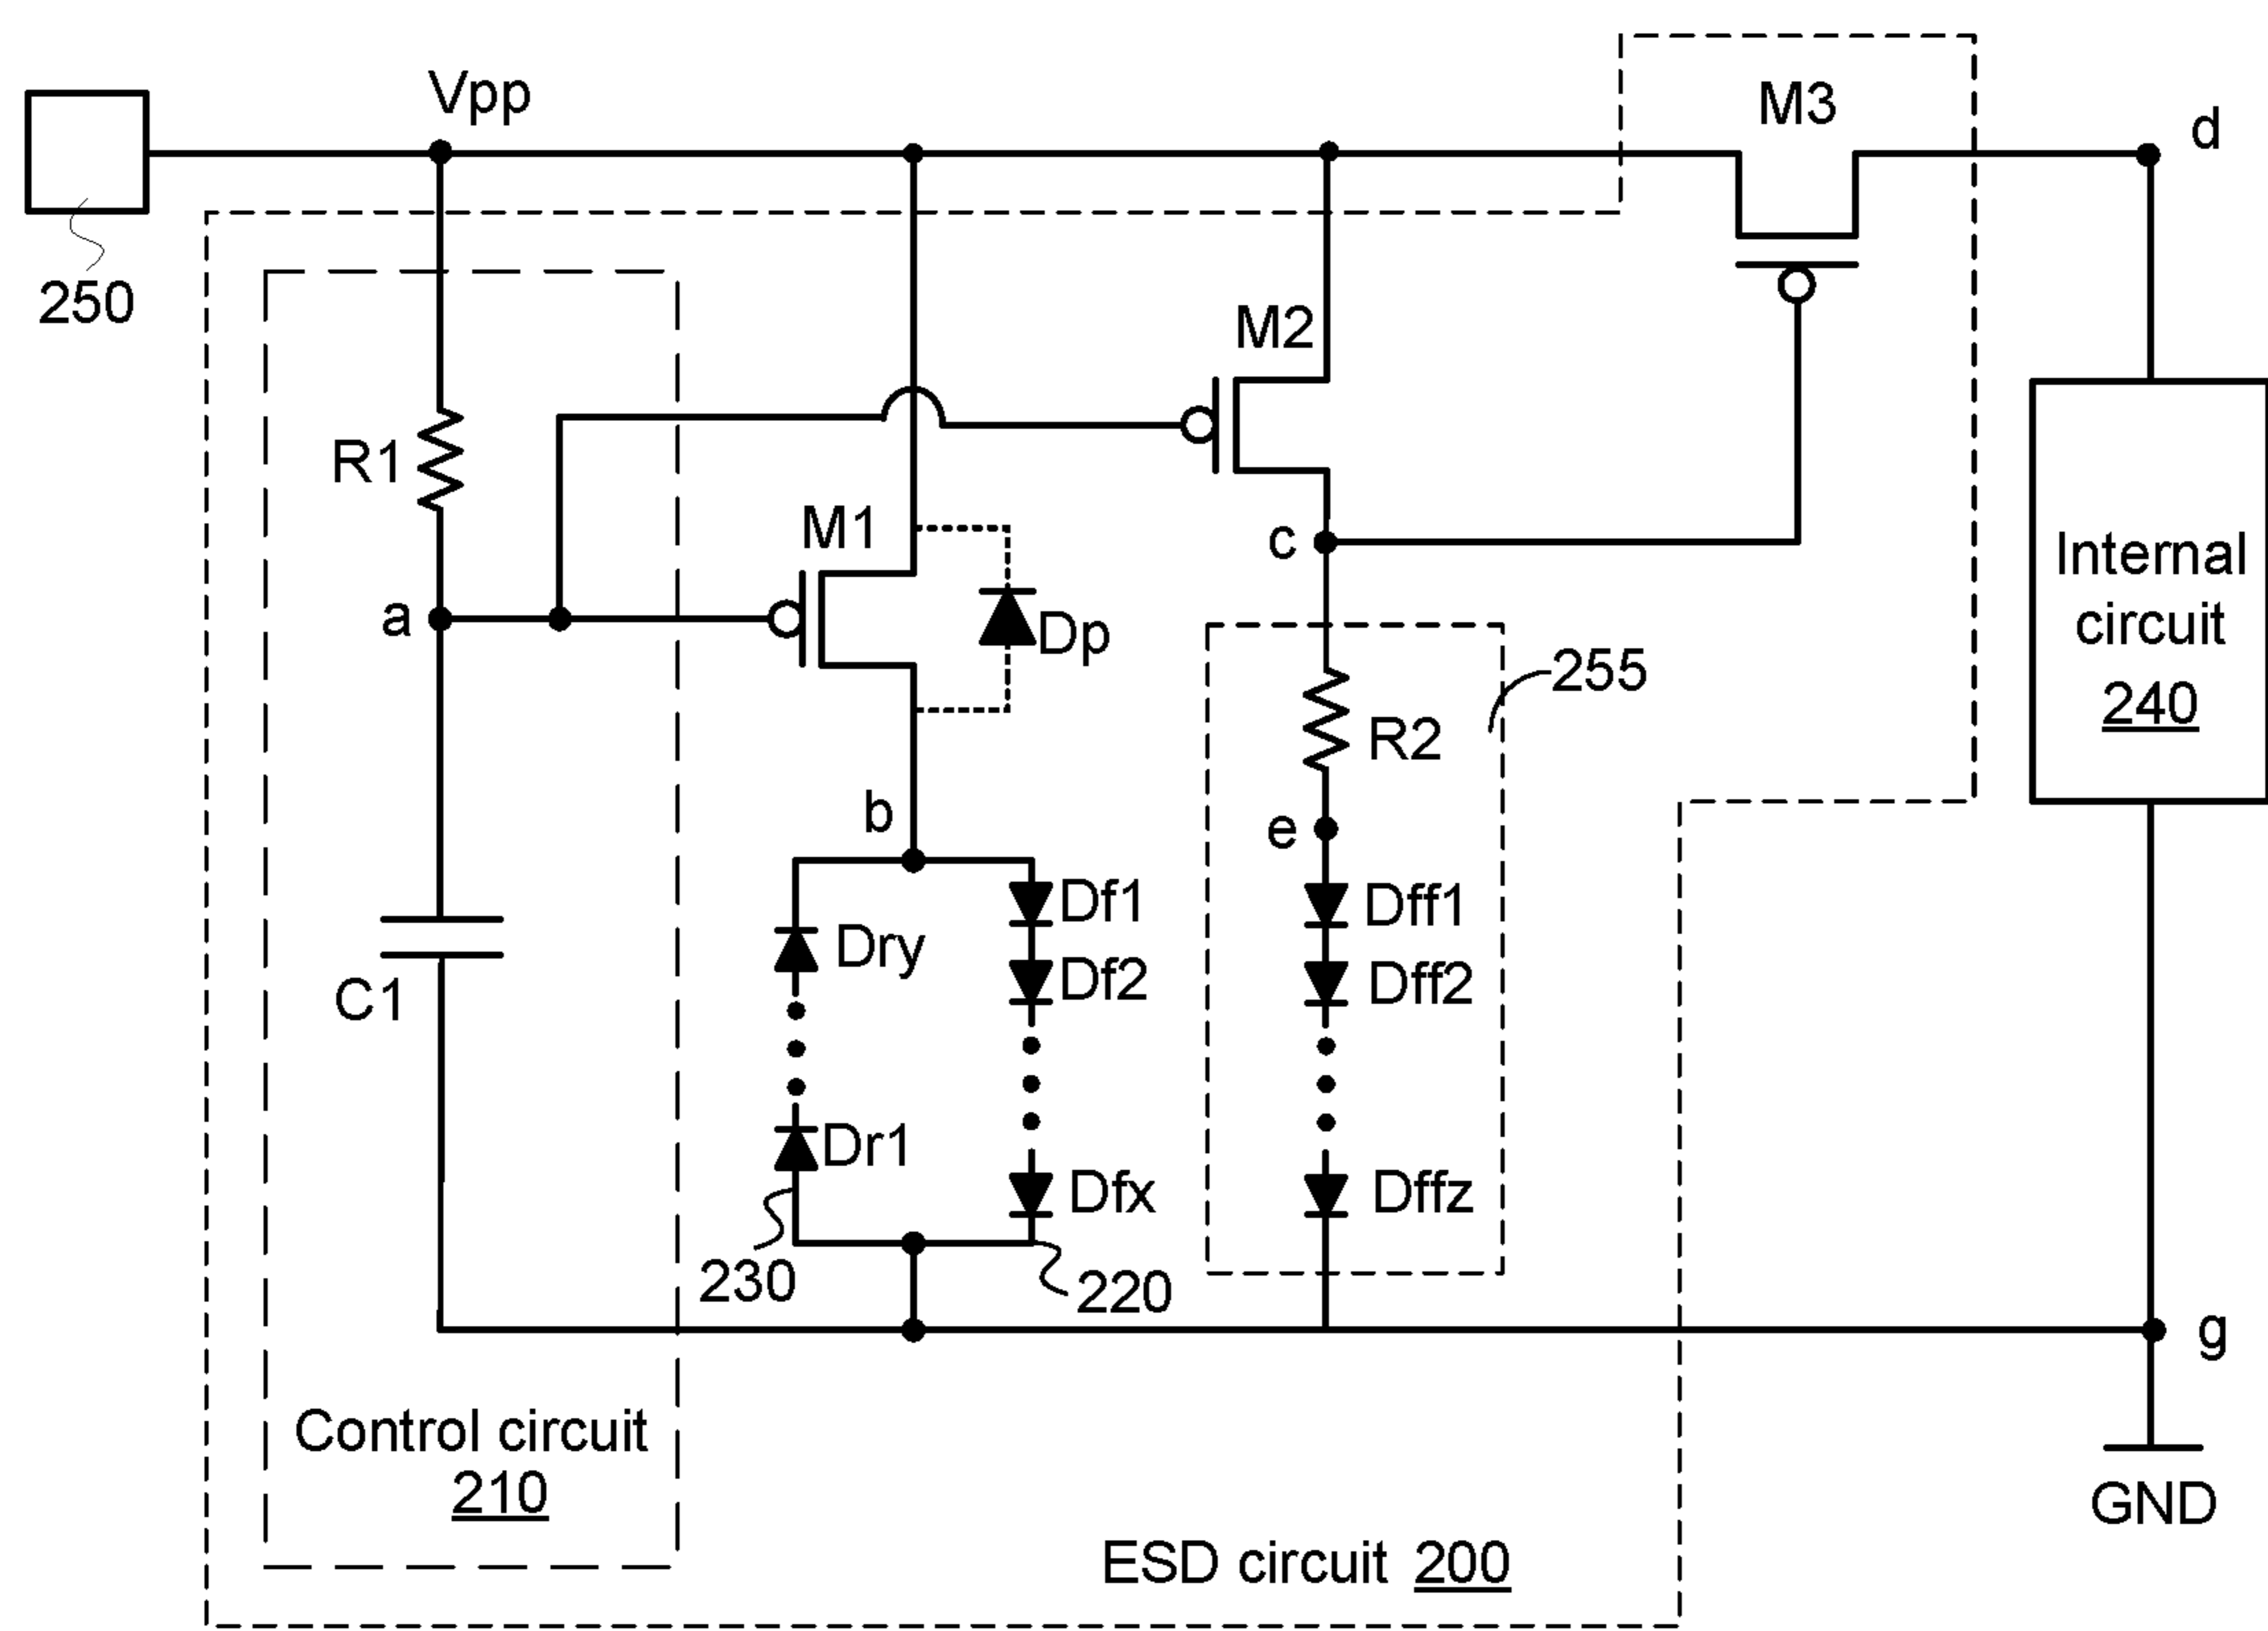 Vpp
M3
d
250
M2
R1
M1
c
Internal
circuit
240
a
Dp
255
R2
b
e
Df1
Dff1
Dry
Df2
Dff2
C1
Dr1
Dfx
Dffz
230
220
g
Control circuit
210
GND
ESD circuit 200